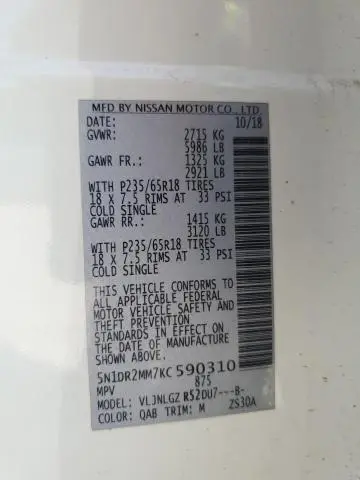 MFD BY NISSAN MOTOR CO., LTD
DATE: 10/18
GVWR: 2715 KG
5986 LB
GAWR FR.: 1325 KG
2921 LB
WITH P235/65R18 TIRES
18 X 7.5 RIMS AT 33 PSI
COLD SINGLE
GAWR RR.: 1415 KG
3120 LB
WITH P235/65R18 TIRES
18 X 7.5 RIMS AT 33 PSI
COLD SINGLE
THIS VEHICLE CONFORMS TO
ALL APPLICABLE FEDERAL
MOTOR VEHICLE SAFETY AND
THEFT PREVENTION
STANDARDS IN EFFECT ON
THE DATE OF MANUFACTURE
5N1DR2MM7KC590310
MPV 875
MODEL: VLJNLGZ R52DU7---B-
COLOR: QAB TRIM: M ZS30A